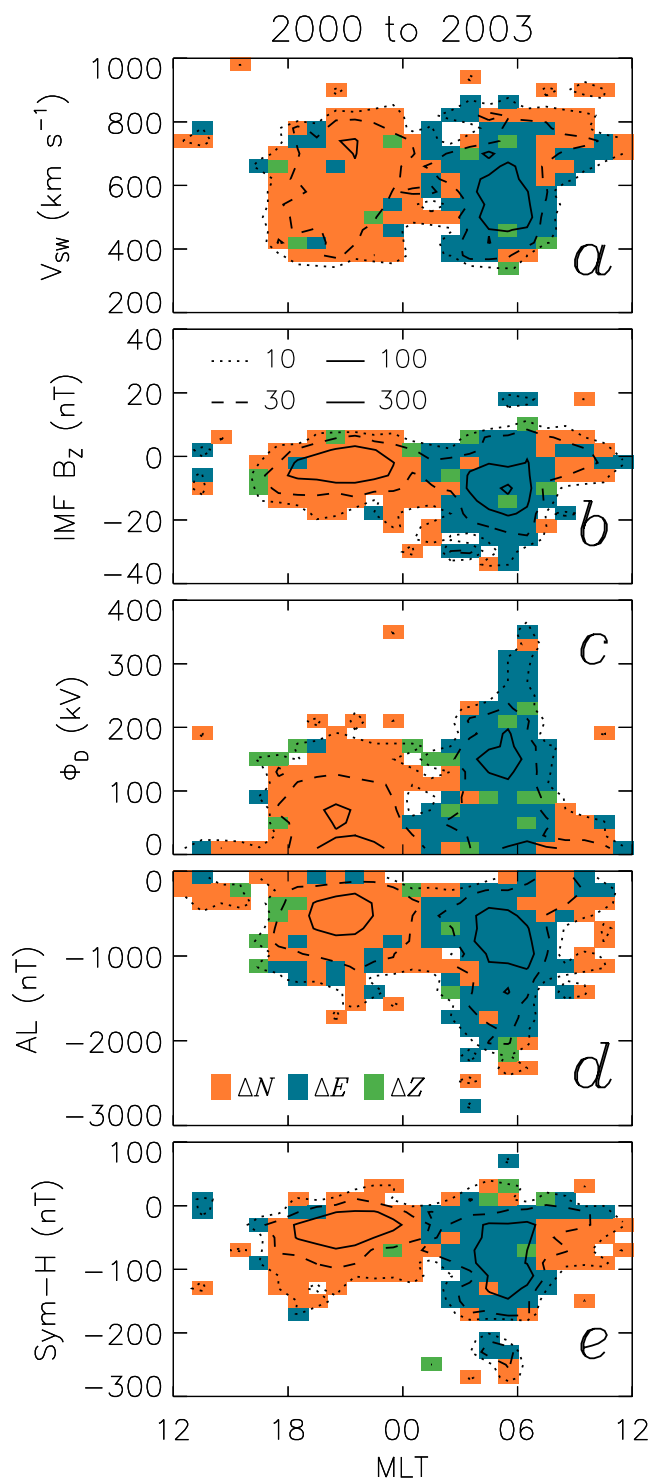 2000 to 2003
1000
800
600
400
200
V_SW (km s⁻¹)
a
40
20
0
−20
−40
IMF B_Z (nT)
10 100
30 300
b
400
300
200
100
0
Φ_D (kV)
c
0
−1000
−2000
−3000
AL (nT)
ΔN ΔE ΔZ
d
100
0
−100
−200
−300
Sym−H (nT)
e
12 18 00 06 12
MLT